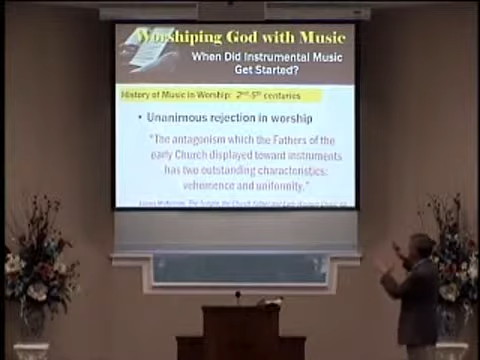 Worshiping God with Music
When Did Instrumental Music
Get Started?
History of Music in Worship: 2nd-5th centuries
• Unanimous rejection in worship
"The antagonism which the Fathers of the
early Church displayed toward instruments
has two outstanding characteristics:
vehemence and uniformity."